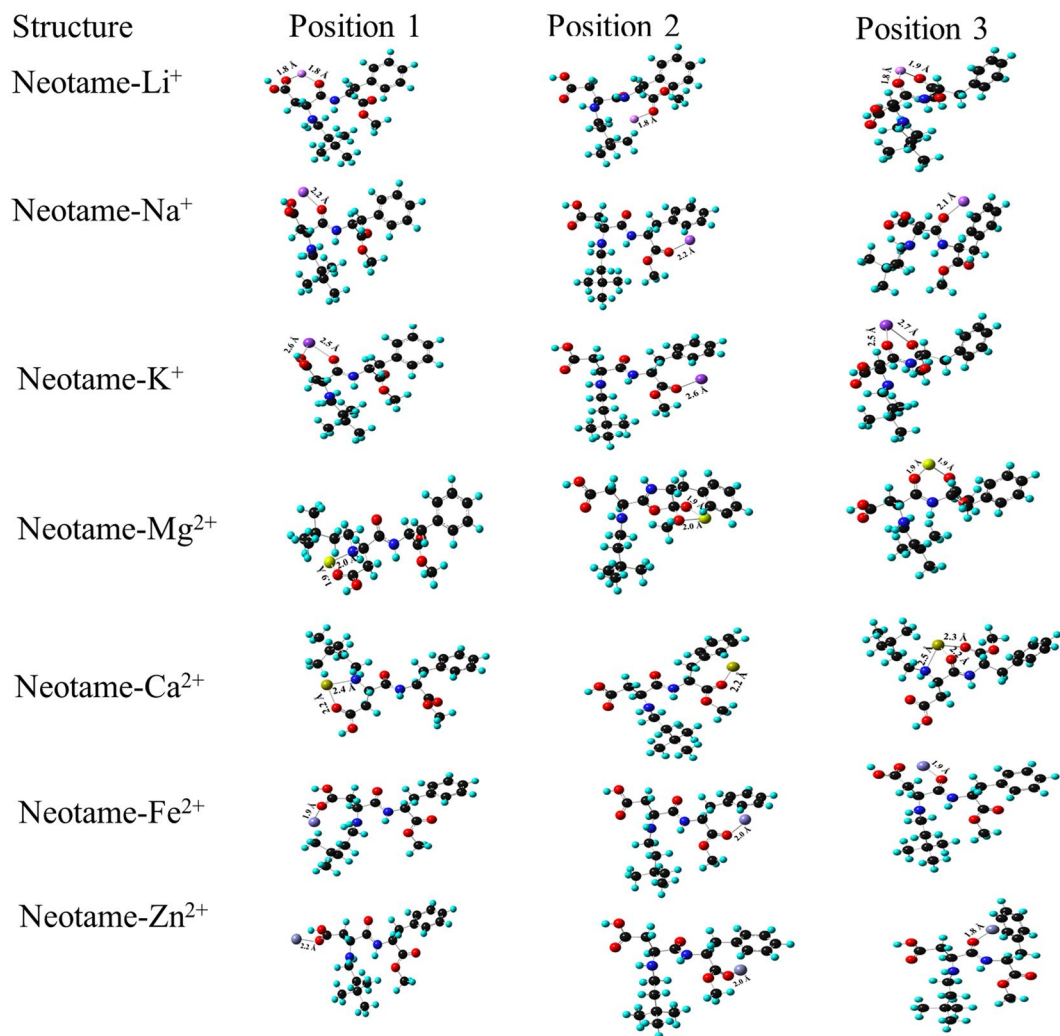 Structure Position 1 Position 2 Position 3
Neotame-Li⁺
1.8 Å 1.8 Å
1.8 Å
1.8 Å 1.9 Å
Neotame-Na⁺
2.2 Å
2.2 Å
2.1 Å
Neotame-K⁺
2.6 Å 2.5 Å
2.6 Å
2.5 Å 2.7 Å
Neotame-Mg²⁺
1.9 Å 2.0 Å
1.9 Å
2.0 Å
1.9 Å 1.9 Å
Neotame-Ca²⁺
2.2 Å 2.4 Å
2.2 Å
2.5 Å 2.3 Å
2.2 Å
Neotame-Fe²⁺
1.9 Å
2.0 Å
1.9 Å
Neotame-Zn²⁺
2.0 Å
1.8 Å